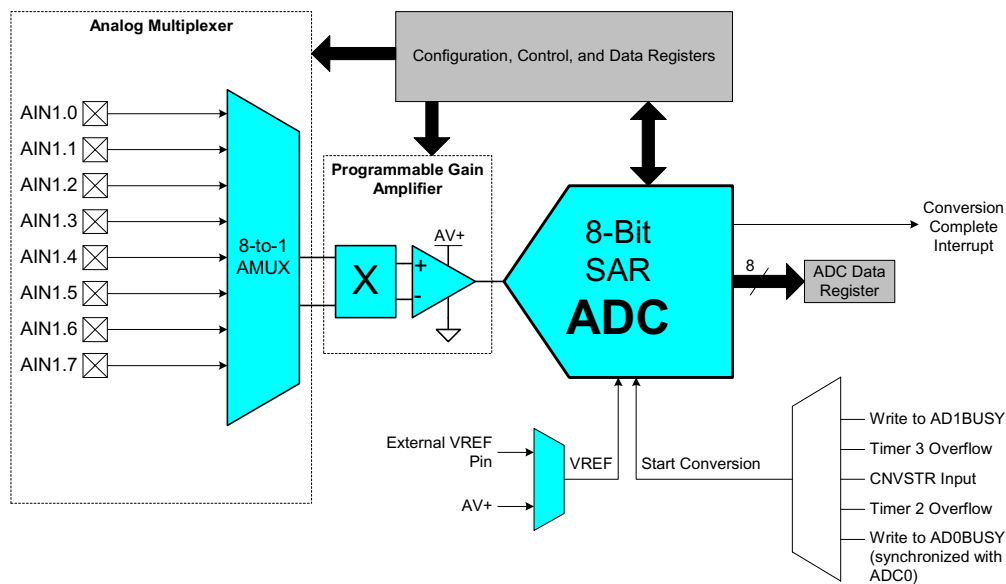 Analog Multiplexer
Configuration, Control, and Data Registers
AIN1.0
AIN1.1
AIN1.2
AIN1.3
AIN1.4
AIN1.5
AIN1.6
AIN1.7
8-to-1
AMUX
Programmable Gain
Amplifier
X
+
-
AV+
8-Bit
SAR
ADC
Conversion
Complete
Interrupt
8
ADC Data
Register
External VREF
Pin
AV+
VREF
Start Conversion
Write to AD1BUSY
Timer 3 Overflow
CNVSTR Input
Timer 2 Overflow
Write to AD0BUSY
(synchronized with
ADC0)